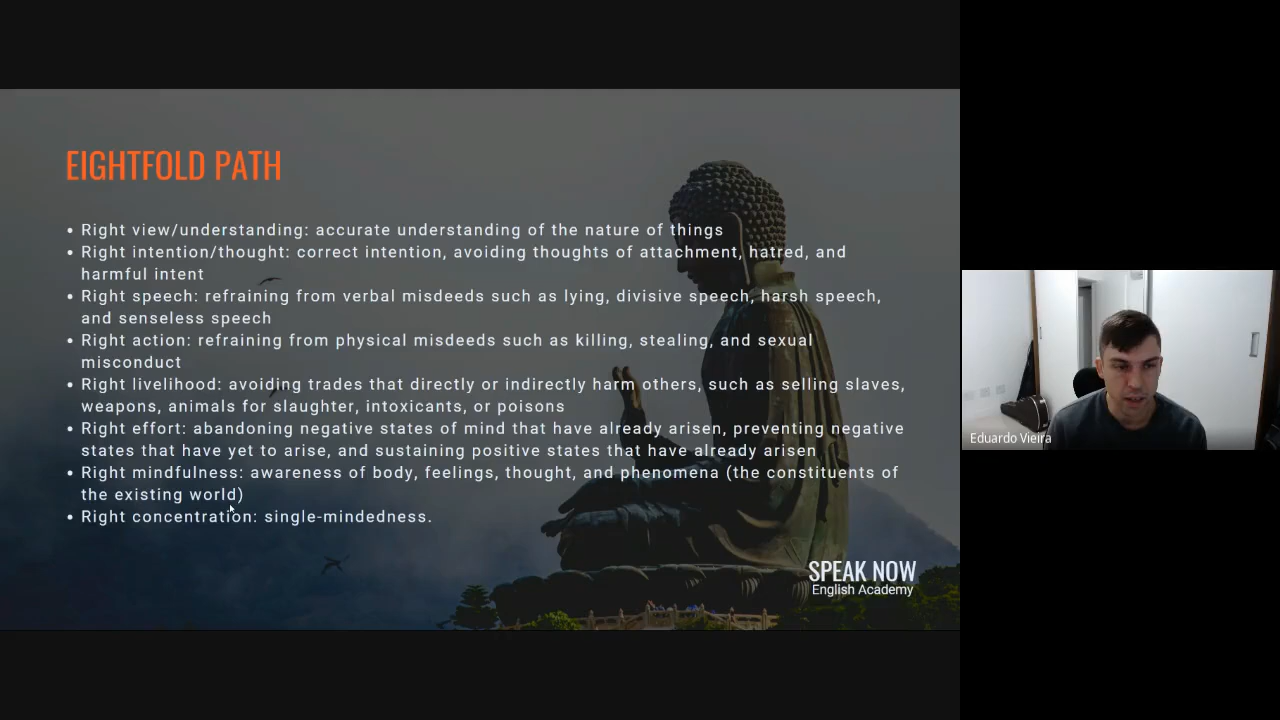 EIGHTFOLD PATH
• Right view/understanding: accurate understanding of the nature of things
• Right intention/thought: correct intention, avoiding thoughts of attachment, hatred, and
harmful intent
• Right speech: refraining from verbal misdeeds such as lying, divisive speech, harsh speech,
and senseless speech
• Right action: refraining from physical misdeeds such as killing, stealing, and sexual
misconduct
• Right livelihood: avoiding trades that directly or indirectly harm others, such as selling slaves,
weapons, animals for slaughter, intoxicants, or poisons
• Right effort: abandoning negative states of mind that have already arisen, preventing negative
states that have yet to arise, and sustaining positive states that have already arisen
• Right mindfulness: awareness of body, feelings, thought, and phenomena (the constituents of
the existing world)
• Right concentration: single-mindedness.
SPEAK NOW
English Academy
Eduardo Vieira